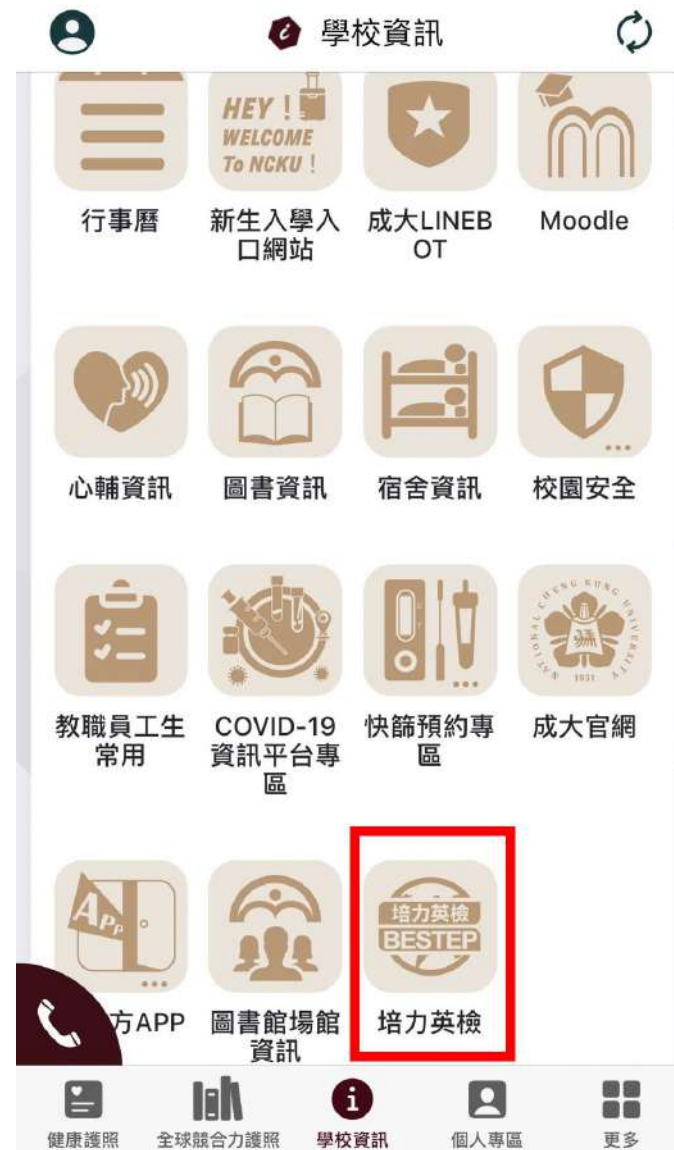 學校資訊
HEY !
WELCOME
To NCKU !
行事曆
新生入學入
口網站
成大LINEB
OT
Moodle
心輔資訊
圖書資訊
宿舍資訊
校園安全
NATIONAL CHENG KUNG UNIVERSITY
1931
教職員工生
常用
COVID-19
資訊平台專
區
快篩預約專
區
成大官網
APP
培力英檢
BESTEP
方APP
圖書館場館
資訊
培力英檢
健康護照
全球競合力護照
學校資訊
個人專區
更多